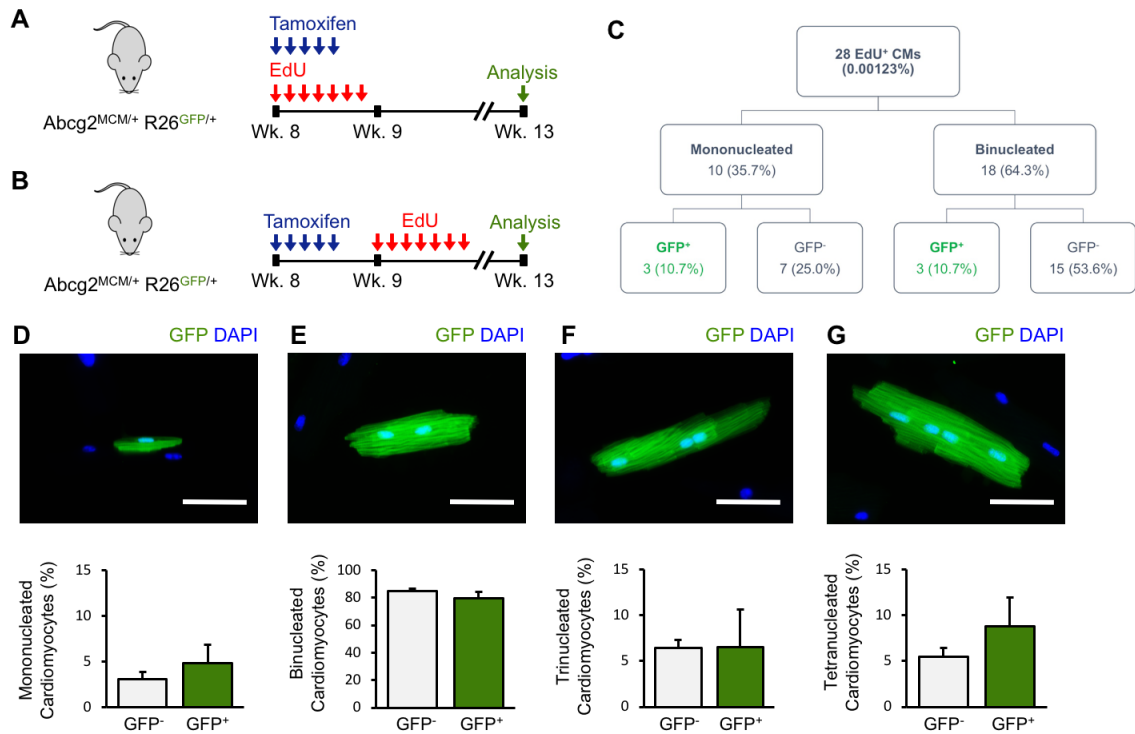 A
Tamoxifen
EdU
Analysis
Wk. 8
Wk. 9
Wk. 13
Abcg2ᴹᶜᴹ/⁺ R26ᴳᶠᴾ/⁺
B
Tamoxifen
EdU
Analysis
Wk. 8
Wk. 9
Wk. 13
Abcg2ᴹᶜᴹ/⁺ R26ᴳᶠᴾ/⁺
C
28 EdU⁺ CMs
(0.00123%)
Mononucleated
10 (35.7%)
Binucleated
18 (64.3%)
GFP⁺
3 (10.7%)
GFP⁻
7 (25.0%)
GFP⁺
3 (10.7%)
GFP⁻
15 (53.6%)
D
GFP DAPI
E
GFP DAPI
F
GFP DAPI
G
GFP DAPI
Mononucleated
Cardiomyocytes (%)
15
10
5
0
GFP⁻ GFP⁺
Binucleated
Cardiomyocytes (%)
100
80
60
40
20
0
GFP⁻ GFP⁺
Trinucleated
Cardiomyocytes (%)
15
10
5
0
GFP⁻ GFP⁺
Tetranucleated
Cardiomyocytes (%)
15
10
5
0
GFP⁻ GFP⁺